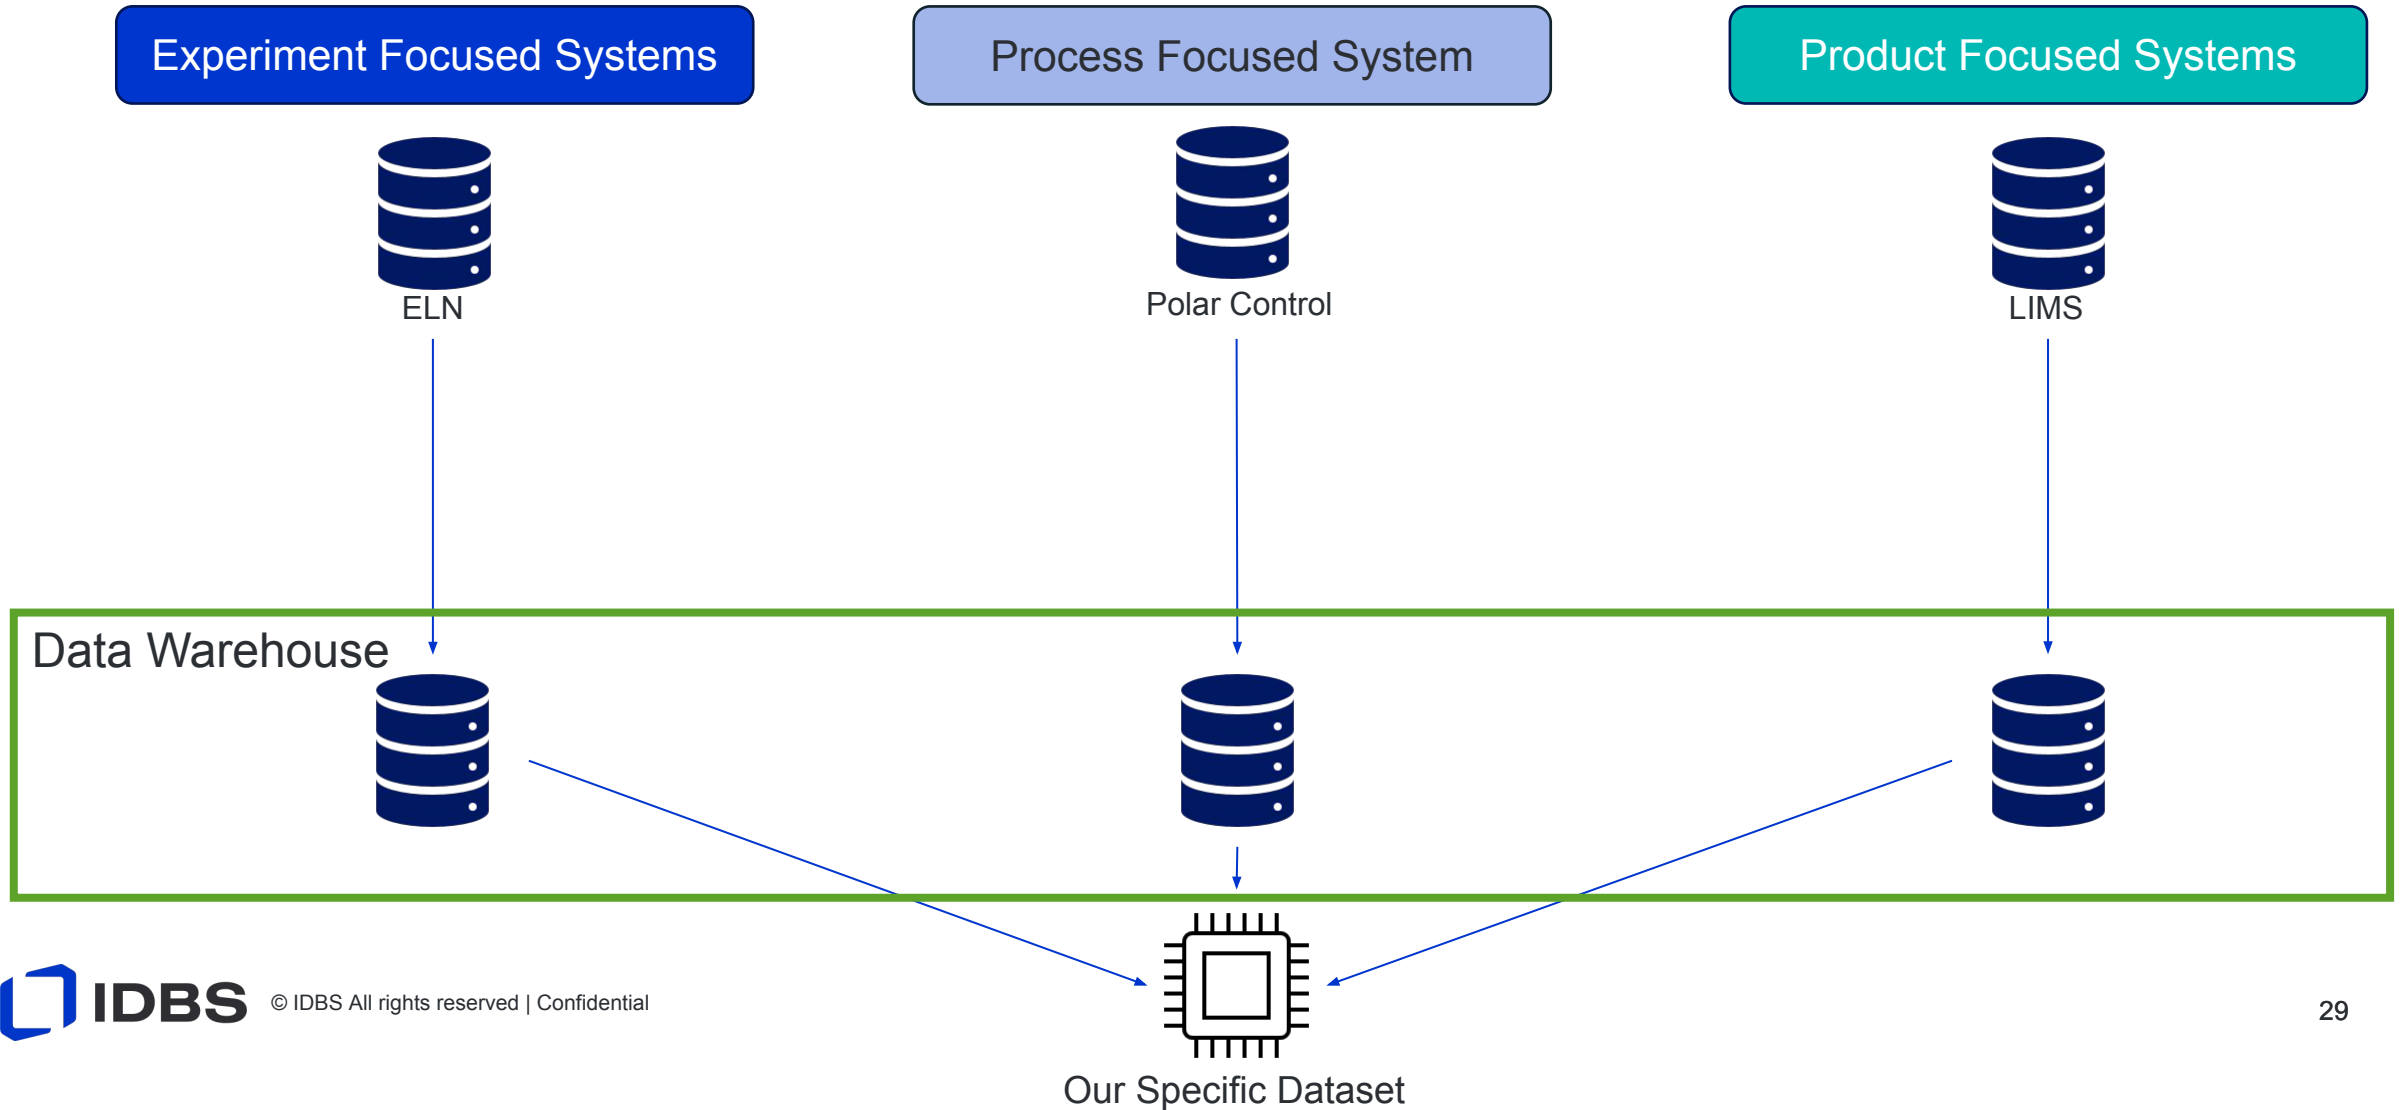 Experiment Focused Systems
Process Focused System
Product Focused Systems
ELN
Polar Control
LIMS
Data Warehouse
IDBS
© IDBS All rights reserved | Confidential
29
Our Specific Dataset